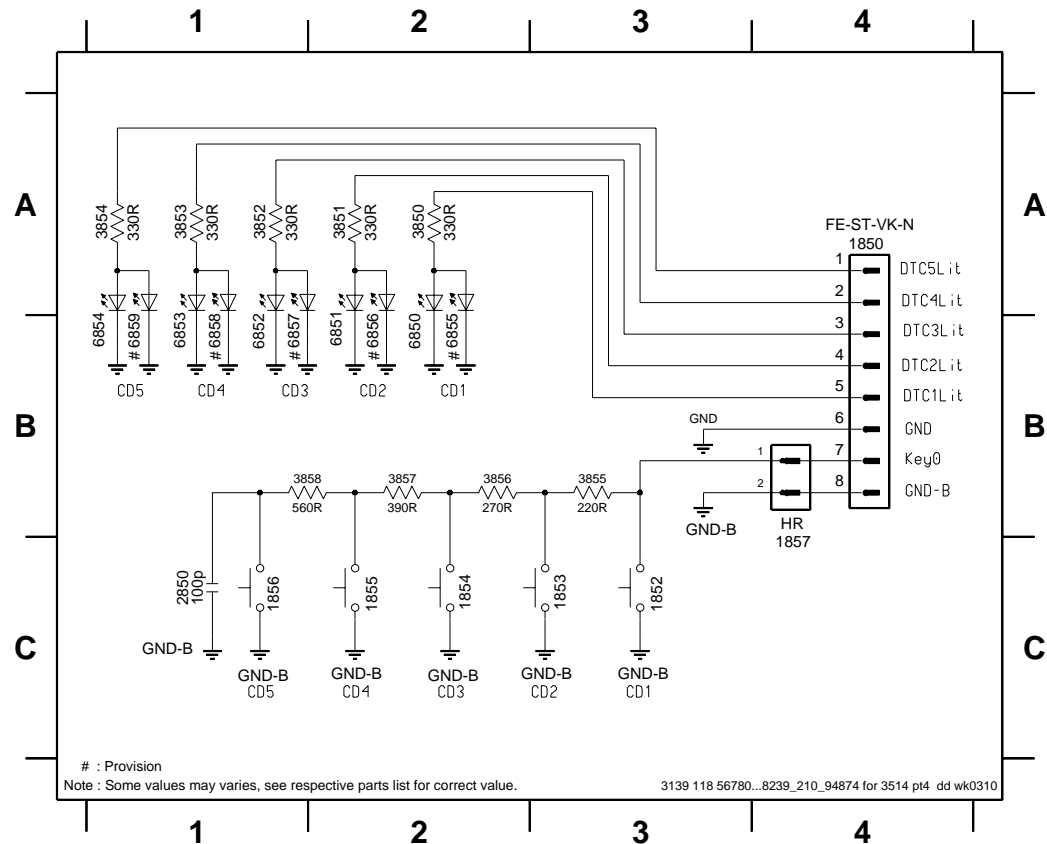 1 2 3 4
A A
3854 330R 3853 330R 3852 330R 3851 330R 3850 330R
FE-ST-VK-N
1850
1 DTC5Lit
2 DTC4Lit
3 DTC3Lit
4 DTC2Lit
5 DTC1Lit
6 GND
7 Key0
8 GND-B
6854 # 6859 6853 # 6858 6852 # 6857 6851 # 6856 6850 # 6855
CD5 CD4 CD3 CD2 CD1
B B
GND
1
2
GND-B
HR
1857
3858 3857 3856 3855
560R 390R 270R 220R
2850
100p
1856 1855 1854 1853 1852
C C
GND-B
GND-B GND-B GND-B GND-B GND-B
CD5 CD4 CD3 CD2 CD1
# : Provision
Note : Some values may varies, see respective parts list for correct value.
3139 118 56780...8239_210_94874 for 3514 pt4 dd wk0310
1 2 3 4